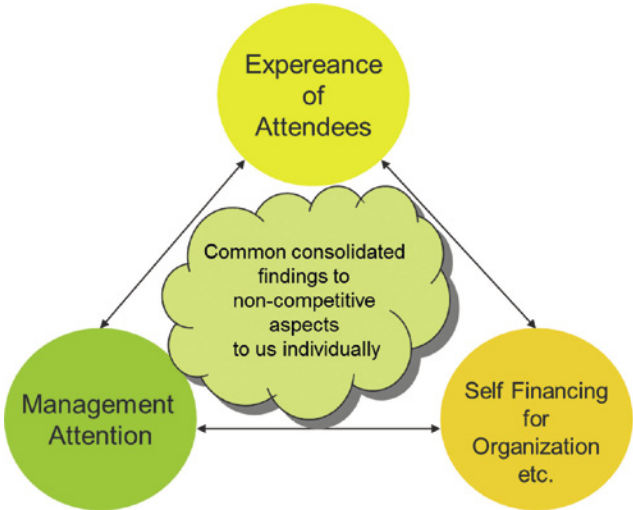 Expereance
of
Attendees
Common consolidated
findings to
non-competitive
aspects
to us individually
Management
Attention
Self Financing
for
Organization
etc.